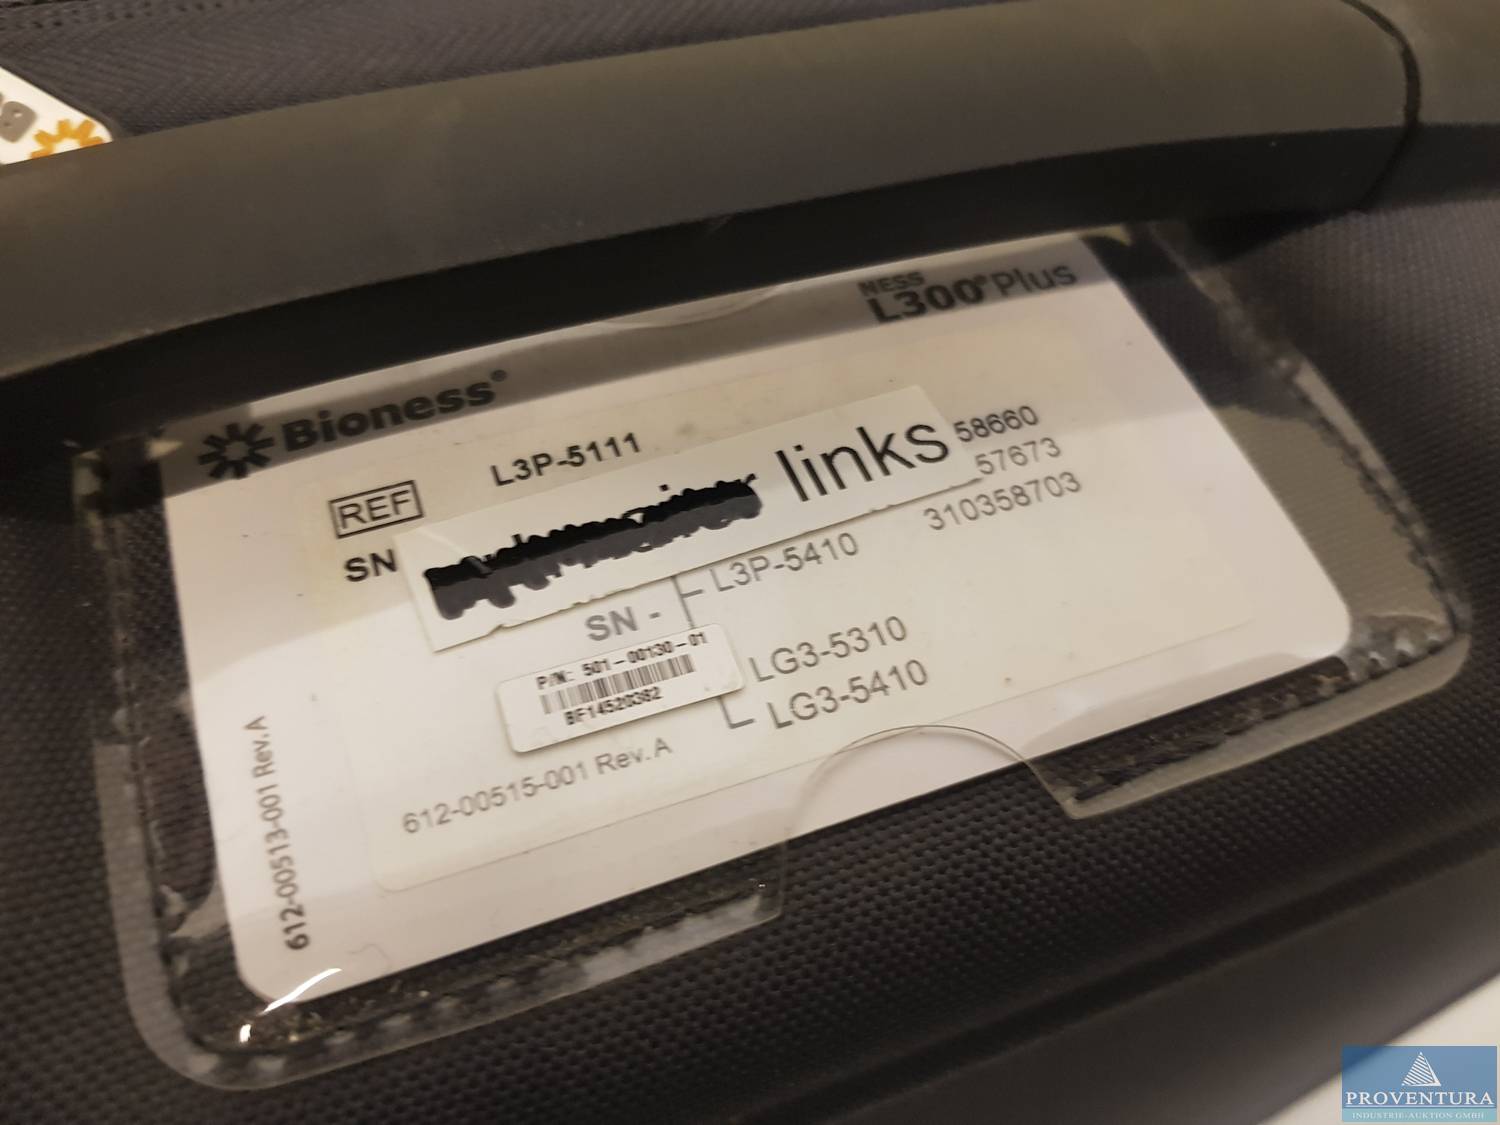 NESS
L300® Plus
Bioness®
REF L3P-5111
links
SN 58660
57673
310358703
SN - L3P-5410
LG3-5310
LG3-5410
P/N: 501-00130-01
BF14520382
612-00515-001 Rev.A
612-00513-001 Rev.A
PROVENTURA
INDUSTRIE-AUKTION GMBH